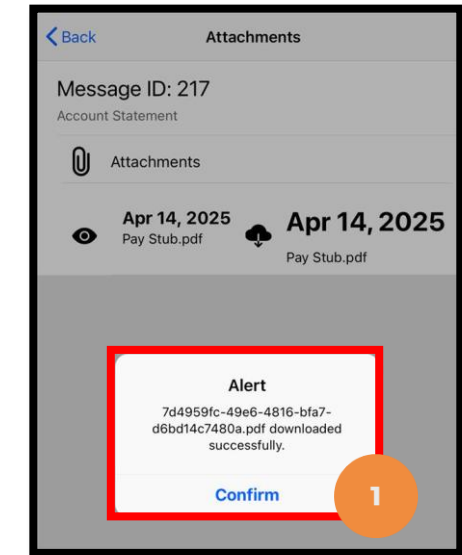 Back
Attachments
Message ID: 217
Account Statement
Attachments
Apr 14, 2025
Pay Stub.pdf
Apr 14, 2025
Pay Stub.pdf
Alert
7d4959fc-49e6-4816-bfa7-
d6bd14c7480a.pdf downloaded
successfully.
Confirm
1